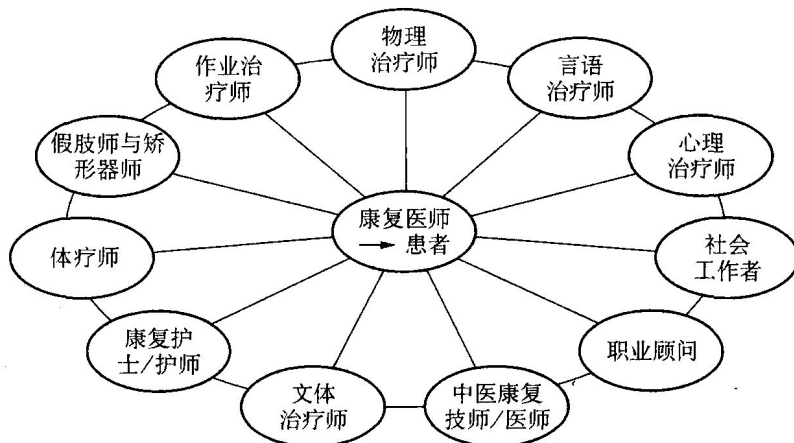 物理
治疗师
作业治
疗师
言语
治疗师
假肢师与矫
形器师
心理
治疗师
康复医师
→ 患者
体疗师
社会
工作者
康复护
士/护师
职业顾问
文体
治疗师
中医康复
技师/医师